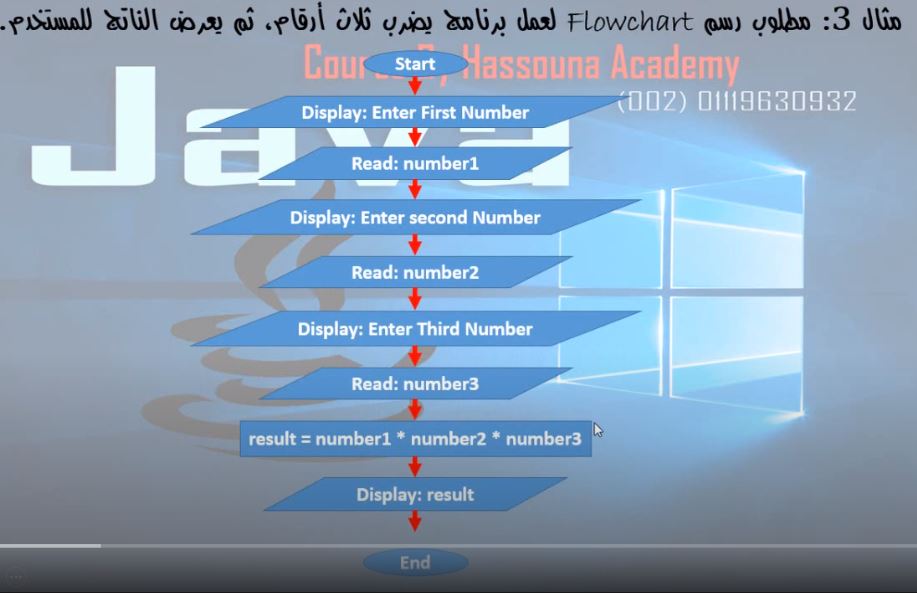 مثال 3: مطلوب رسم Flowchart لعمل برنامج يضرب ثلاث أرقام، ثم يعرض الناتج للمستخدم.
Course By Hassouna Academy
(002) 01119630932
Java
Start
Display: Enter First Number
Read: number1
Display: Enter second Number
Read: number2
Display: Enter Third Number
Read: number3
result = number1 * number2 * number3
Display: result
End